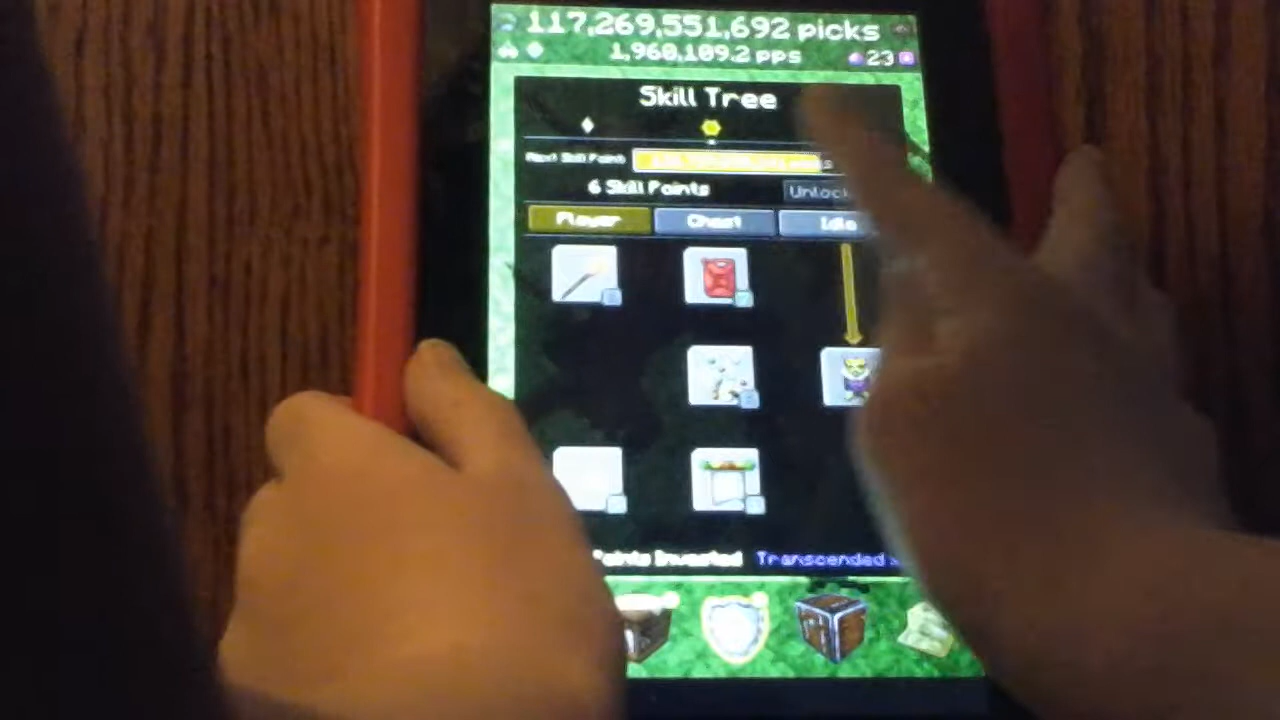 117,269,551,692 picks
1,960,109.2 pps
23
Skill Tree
Next Skill Point
6 Skill Points
Unlock
Player
Chest
Idle
Points Invested
Transcended